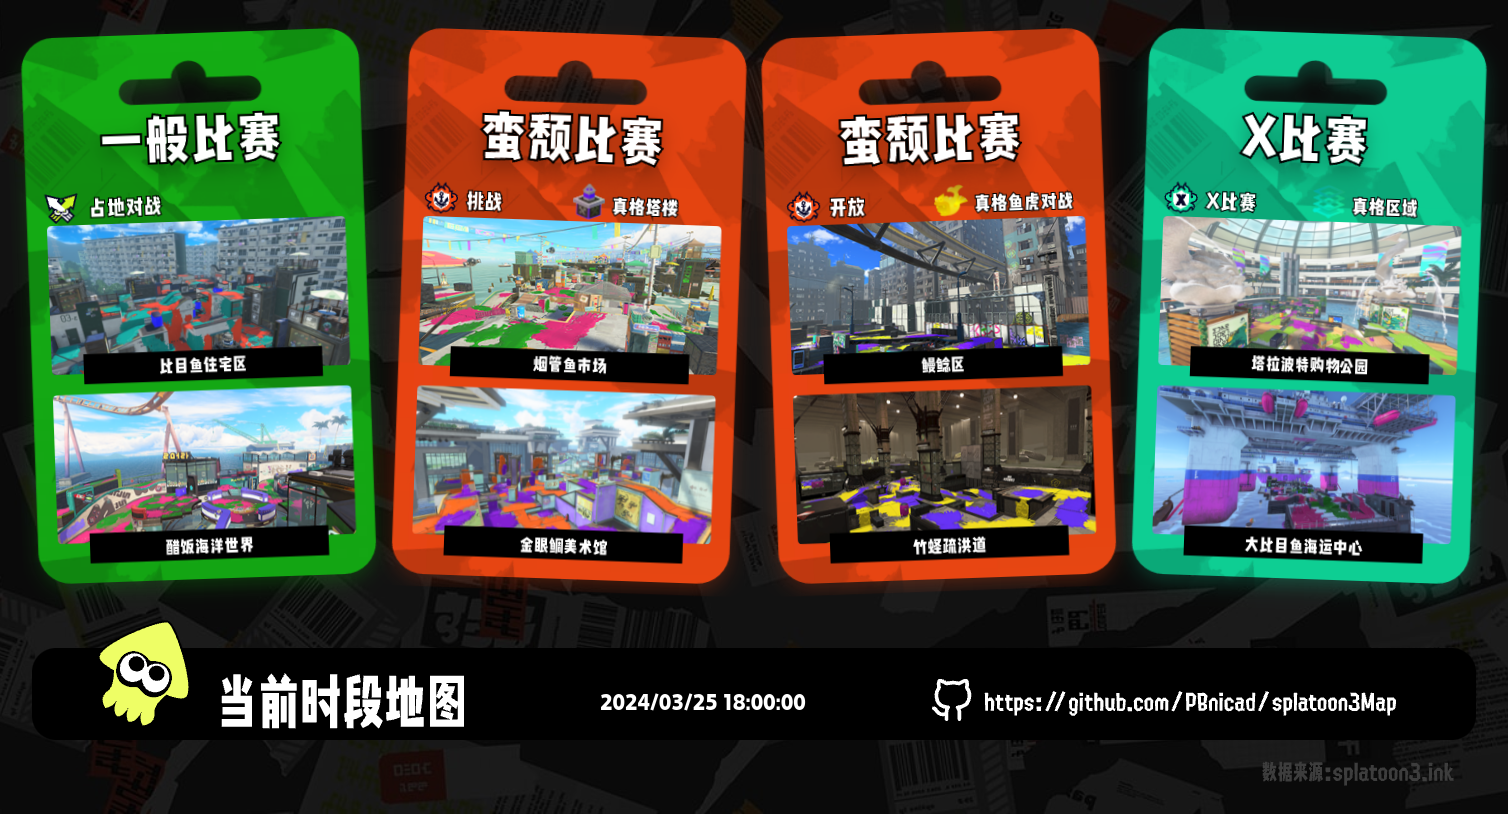 一般比赛
占地对战
比目鱼住宅区
醋饭海洋世界
蛮颓比赛
挑战
真格塔楼
烟管鱼市场
金眼鲷美术馆
蛮颓比赛
开放
真格鱼虎对战
鳗鲶区
竹蛏疏洪道
X比赛
X比赛
真格区域
塔拉波特购物公园
大比目鱼海运中心
当前时段地图
2024/03/25 18:00:00
https://github.com/PBnicad/splatoon3Map
数据来源:splatoon3.ink